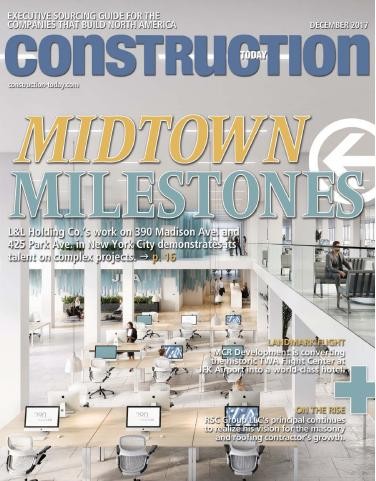 EXECUTIVE SOURCING GUIDE FOR THE
COMPANIES THAT BUILD NORTH AMERICA
DECEMBER 2017
CONSTRUCTION
TODAY
construction-today.com
MIDTOWN
MILESTONES
L&L Holding Co.'s work on 390 Madison Ave. and
425 Park Ave. in New York City demonstrates its
talent on complex projects. → p. 16
LANDMARK FLIGHT
MCR Development is converting
the historic TWA Flight Center at
JFK Airport into a world-class hotel.
ON THE RISE
RSC Group LLC's principal continues
to realize his vision for the masonry
and roofing contractor's growth.
390
390